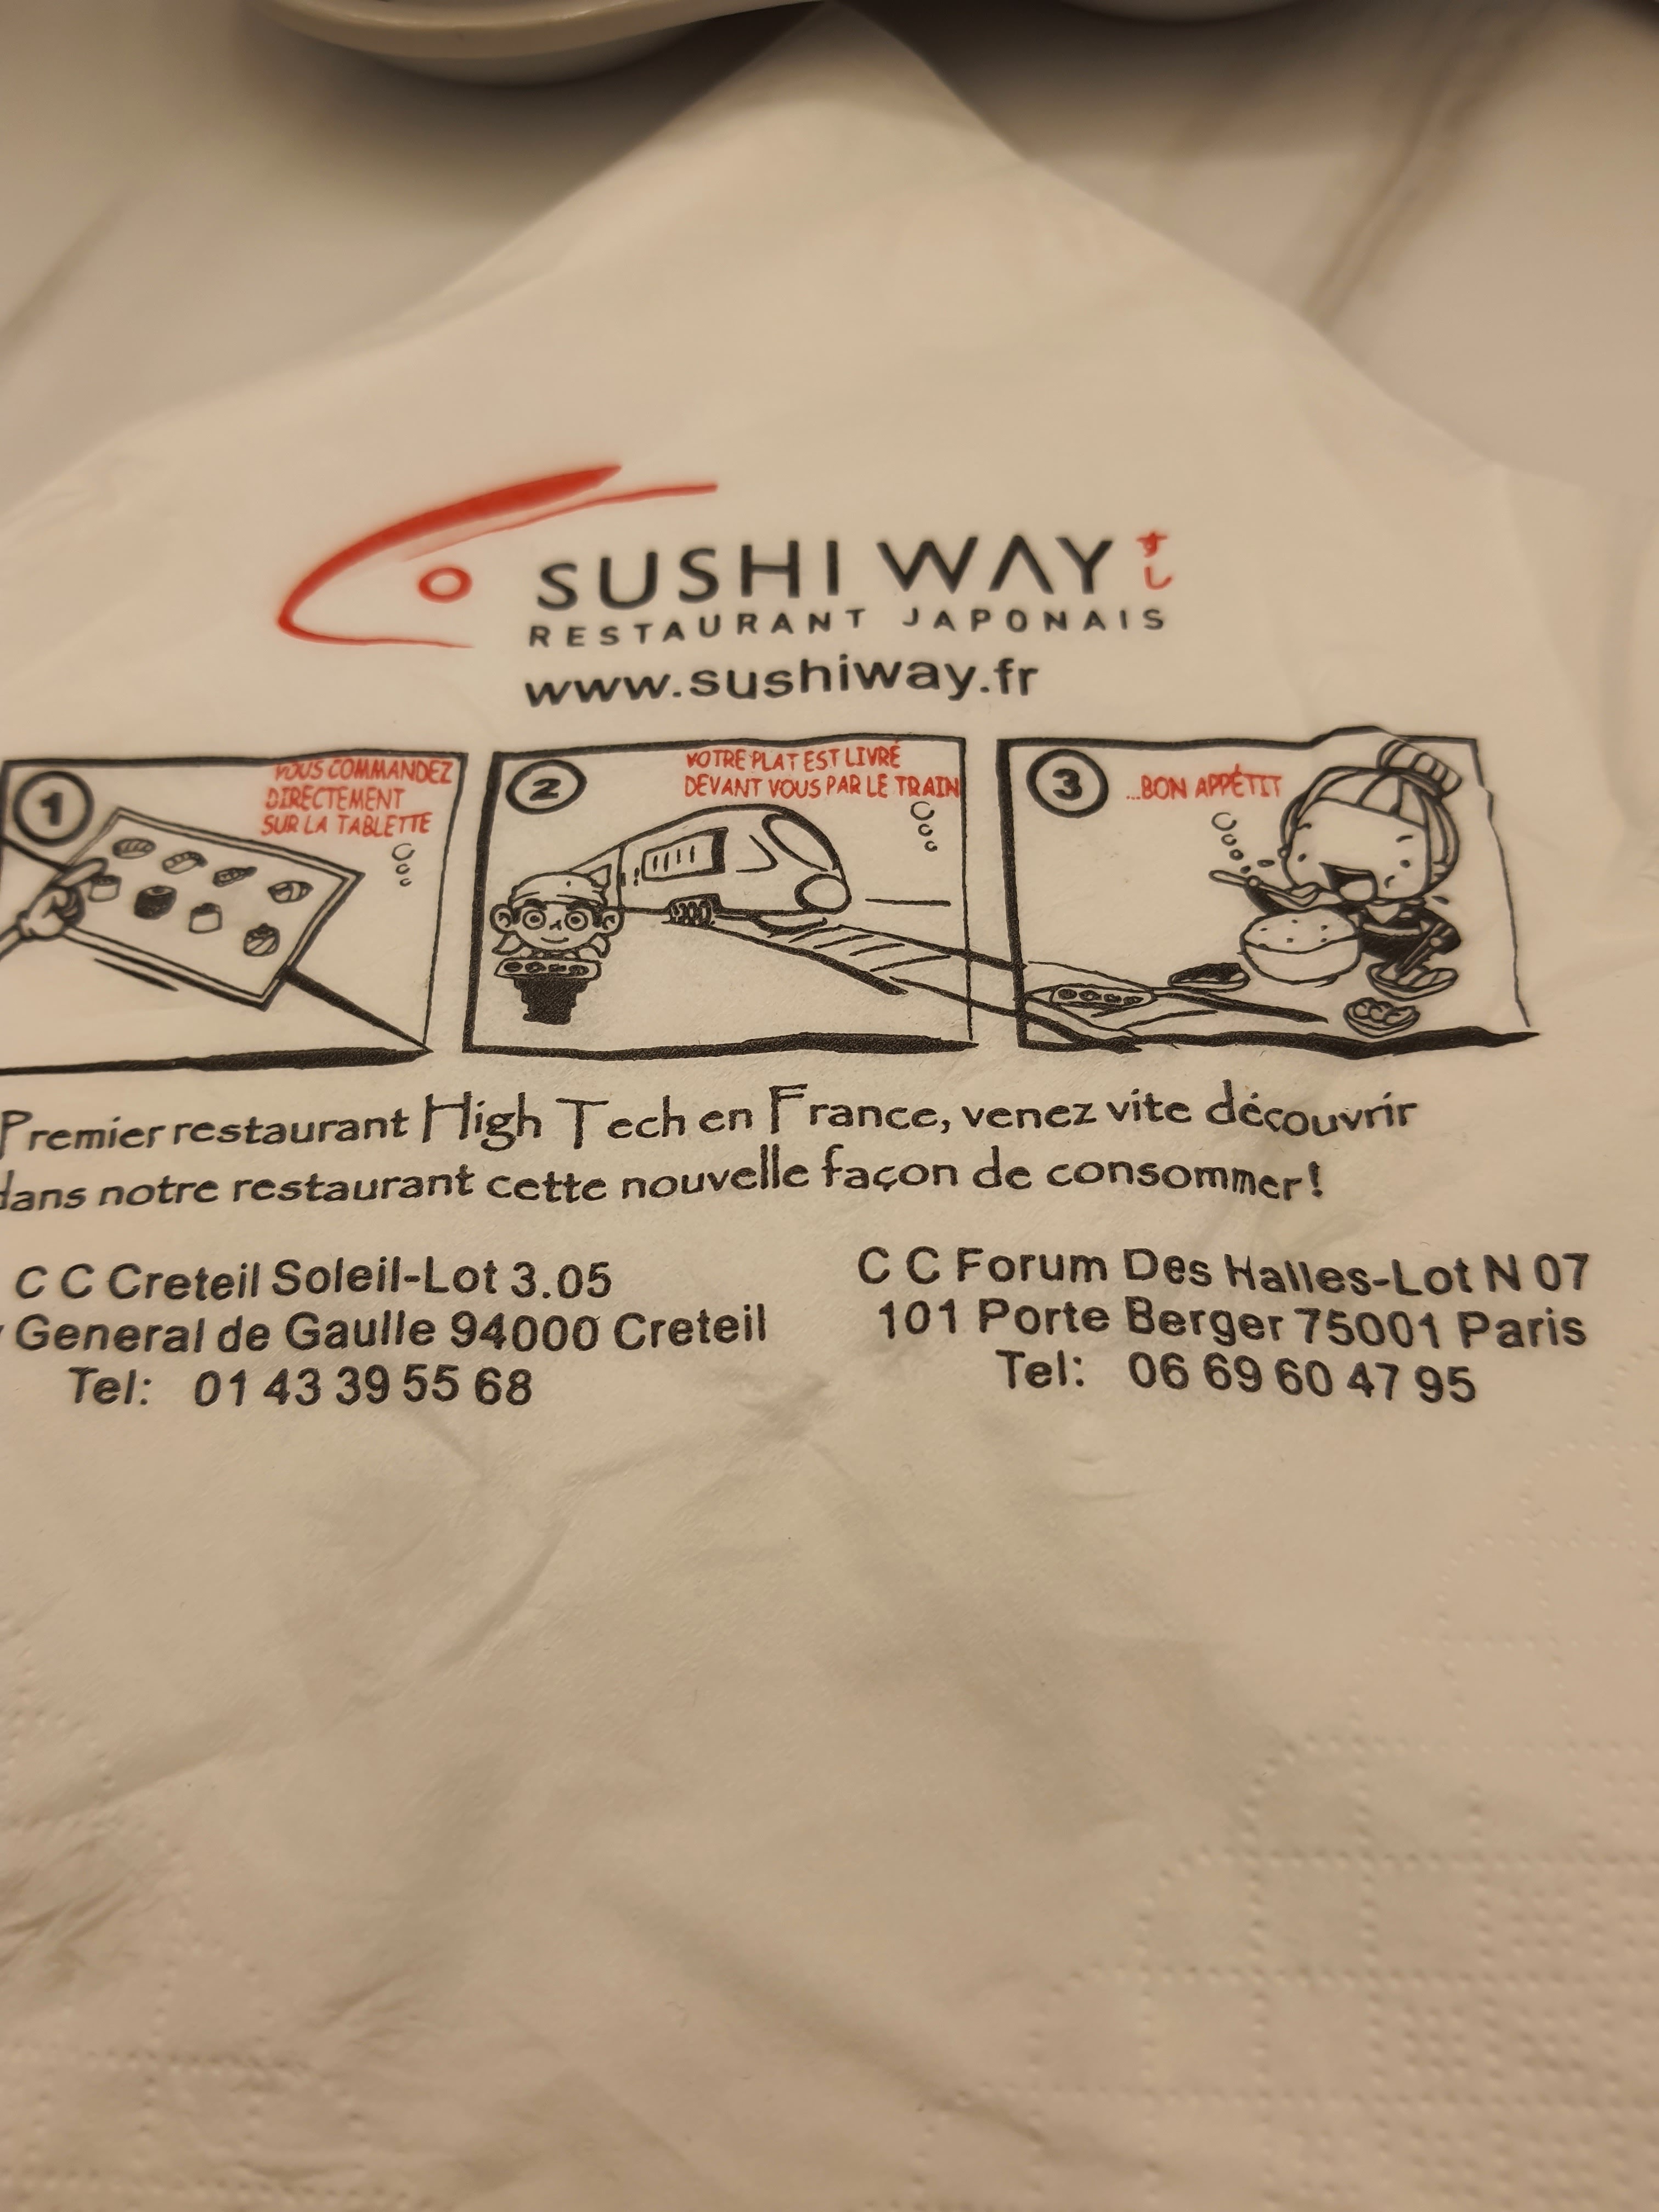 SUSHI WAY すし
RESTAURANT JAPONAIS
www.sushiway.fr
1
VOUS COMMANDEZ
DIRECTEMENT
SUR LA TABLETTE
2
VOTRE PLAT EST LIVRÉ
DEVANT VOUS PAR LE TRAIN
3
...BON APPÉTIT
Premier restaurant High Tech en France, venez vite découvrir
dans notre restaurant cette nouvelle façon de consommer!
C C Creteil Soleil-Lot 3.05
General de Gaulle 94000 Creteil
Tel: 01 43 39 55 68
C C Forum Des Halles-Lot N 07
101 Porte Berger 75001 Paris
Tel: 06 69 60 47 95